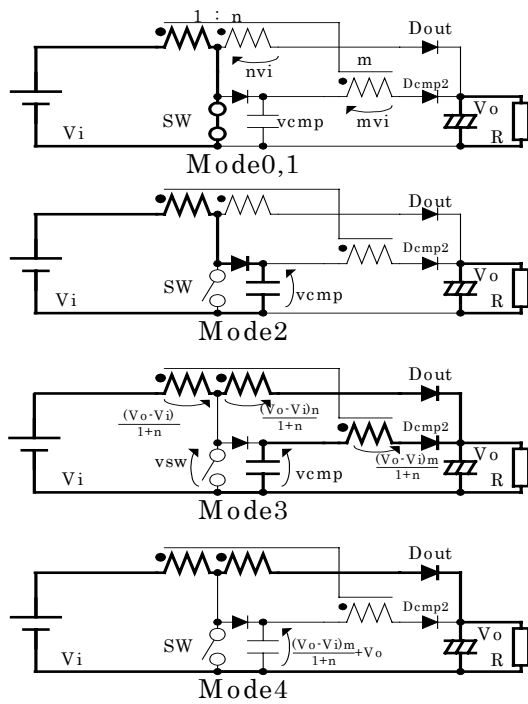 1 : n
Dout
nvi
m
Dcmp2
Vi
SW
vcmp
mvi
Vo
R
Mode0,1
Dout
Dcmp2
Vi
SW
vcmp
Vo
R
Mode2
Dout
(Vo-Vi)
1+n
(Vo-Vi)n
1+n
Dcmp2
Vi
vsw
vcmp
(Vo-Vi)m
1+n
Vo
R
Mode3
Dout
Dcmp2
Vi
SW
(Vo-Vi)m
1+n
+Vo
Vo
R
Mode4